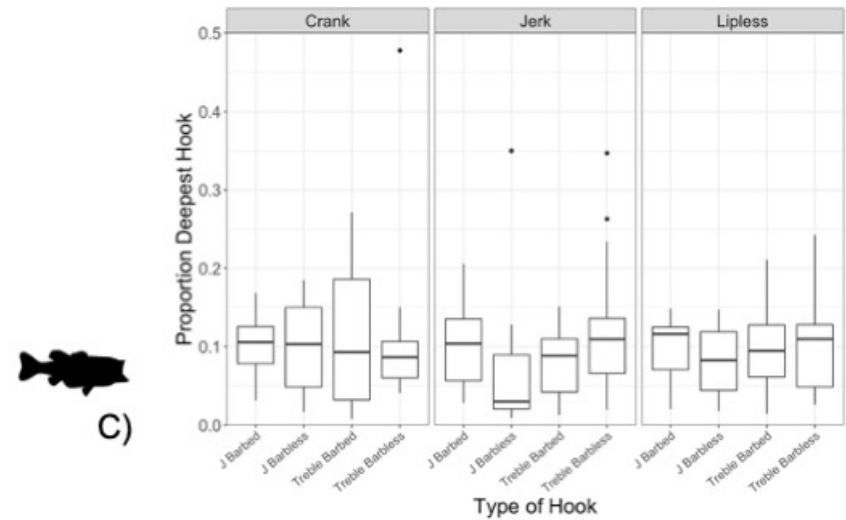 Crank Jerk Lipless
0.5
0.4
0.3
0.2
0.1
0.0
Proportion Deepest Hook
J Barbed J Barbless Treble Barbed Treble Barbless J Barbed J Barbless Treble Barbed Treble Barbless J Barbed J Barbless Treble Barbed Treble Barbless
Type of Hook
C)